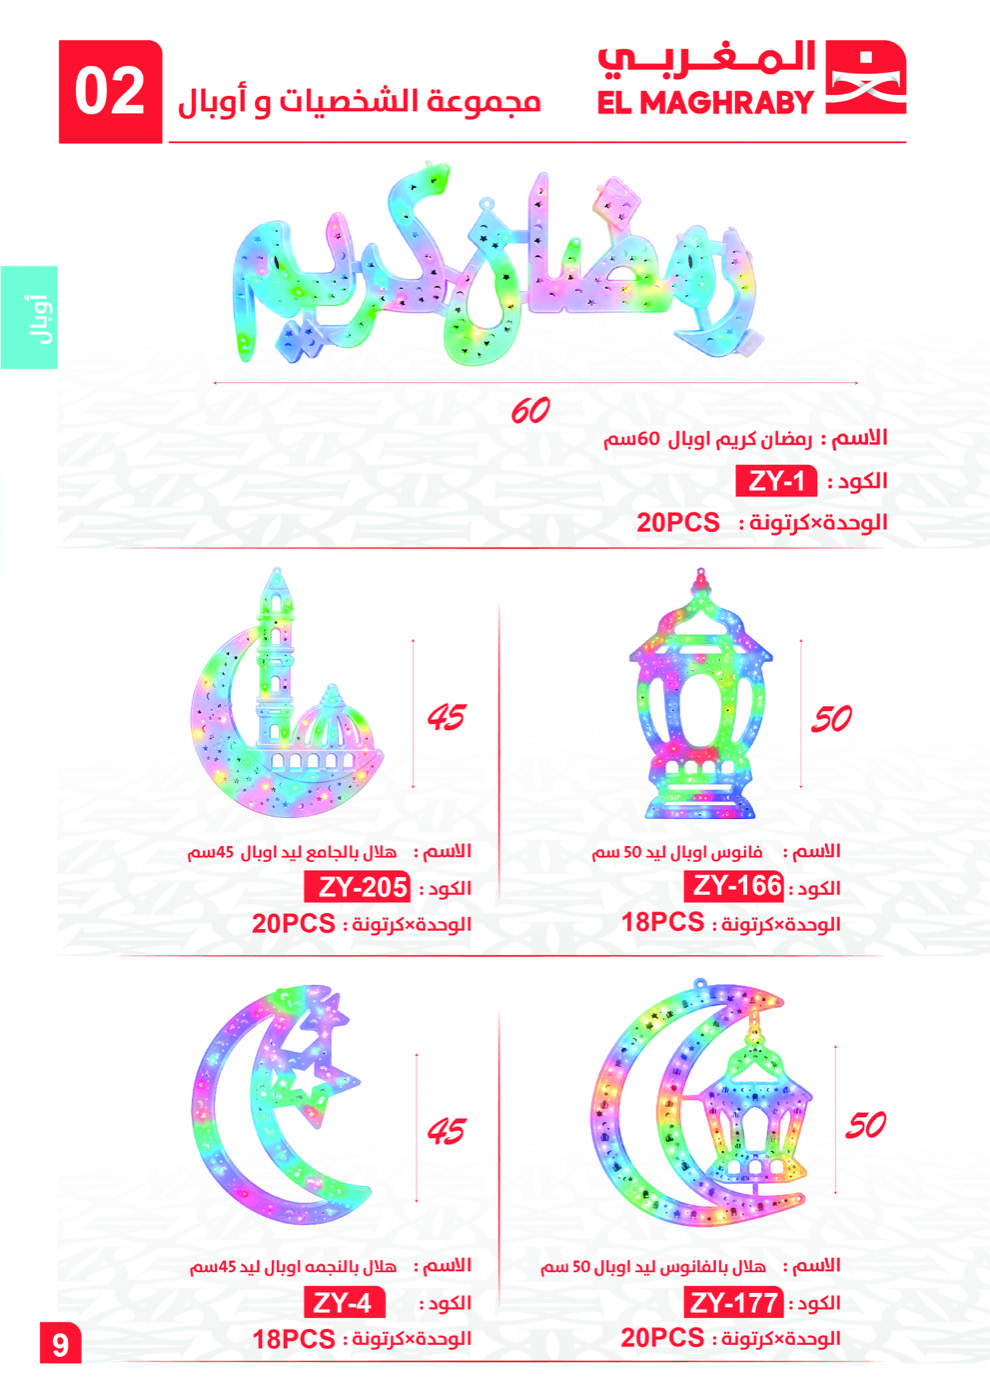 المغربي
EL MAGHRABY
مجموعة الشخصيات و أوبال
02
أوبال
رمضان كريم
60
الاسم : رمضان كريم اوبال 60سم
الكود : ZY-1
الوحدة×كرتونة : 20PCS
50
الاسم : فانوس اوبال ليد 50 سم
الكود : ZY-166
الوحدة×كرتونة : 18PCS
45
الاسم : هلال بالجامع ليد اوبال 45سم
الكود : ZY-205
الوحدة×كرتونة : 20PCS
50
الاسم : هلال بالفانوس ليد اوبال 50 سم
الكود : ZY-177
الوحدة×كرتونة : 20PCS
45
الاسم : هلال بالنجمه اوبال ليد 45سم
الكود : ZY-4
الوحدة×كرتونة : 18PCS
9